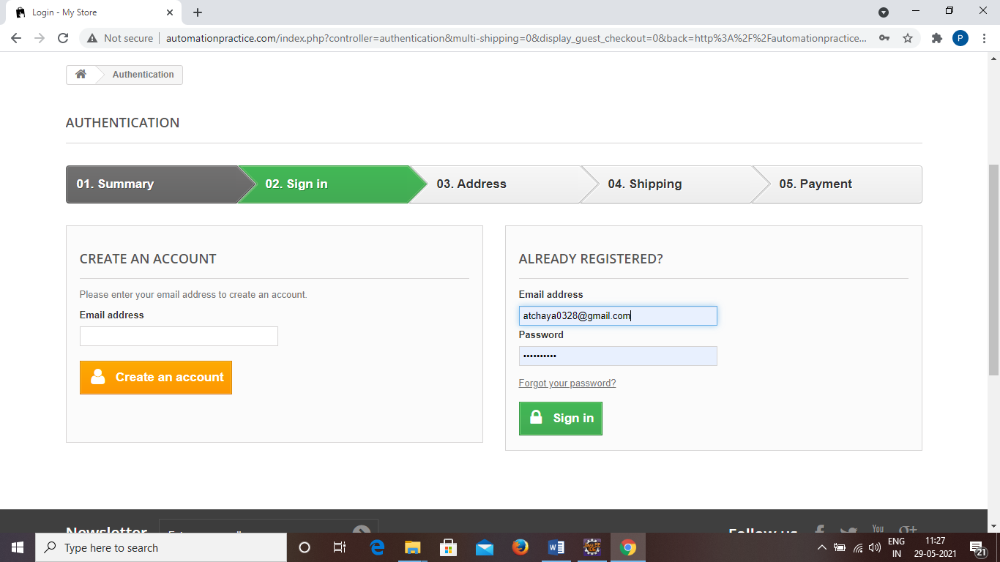 Login - My Store
Not secure | automationpractice.com/index.php?controller=authentication&multi-shipping=0&display_guest_checkout=0&back=http%3A%2F%2Fautomationpractice...
P
Authentication
AUTHENTICATION
01. Summary 02. Sign in 03. Address 04. Shipping 05. Payment
CREATE AN ACCOUNT
Please enter your email address to create an account.
Email address
Create an account
ALREADY REGISTERED?
Email address
atchaya0328@gmail.com
Password
••••••••••
Forgot your password?
Sign in
Newsletter
Follow us
You
g+
Type here to search
Java EE
IDE
ENG
IN
11:27
29-05-2021
21